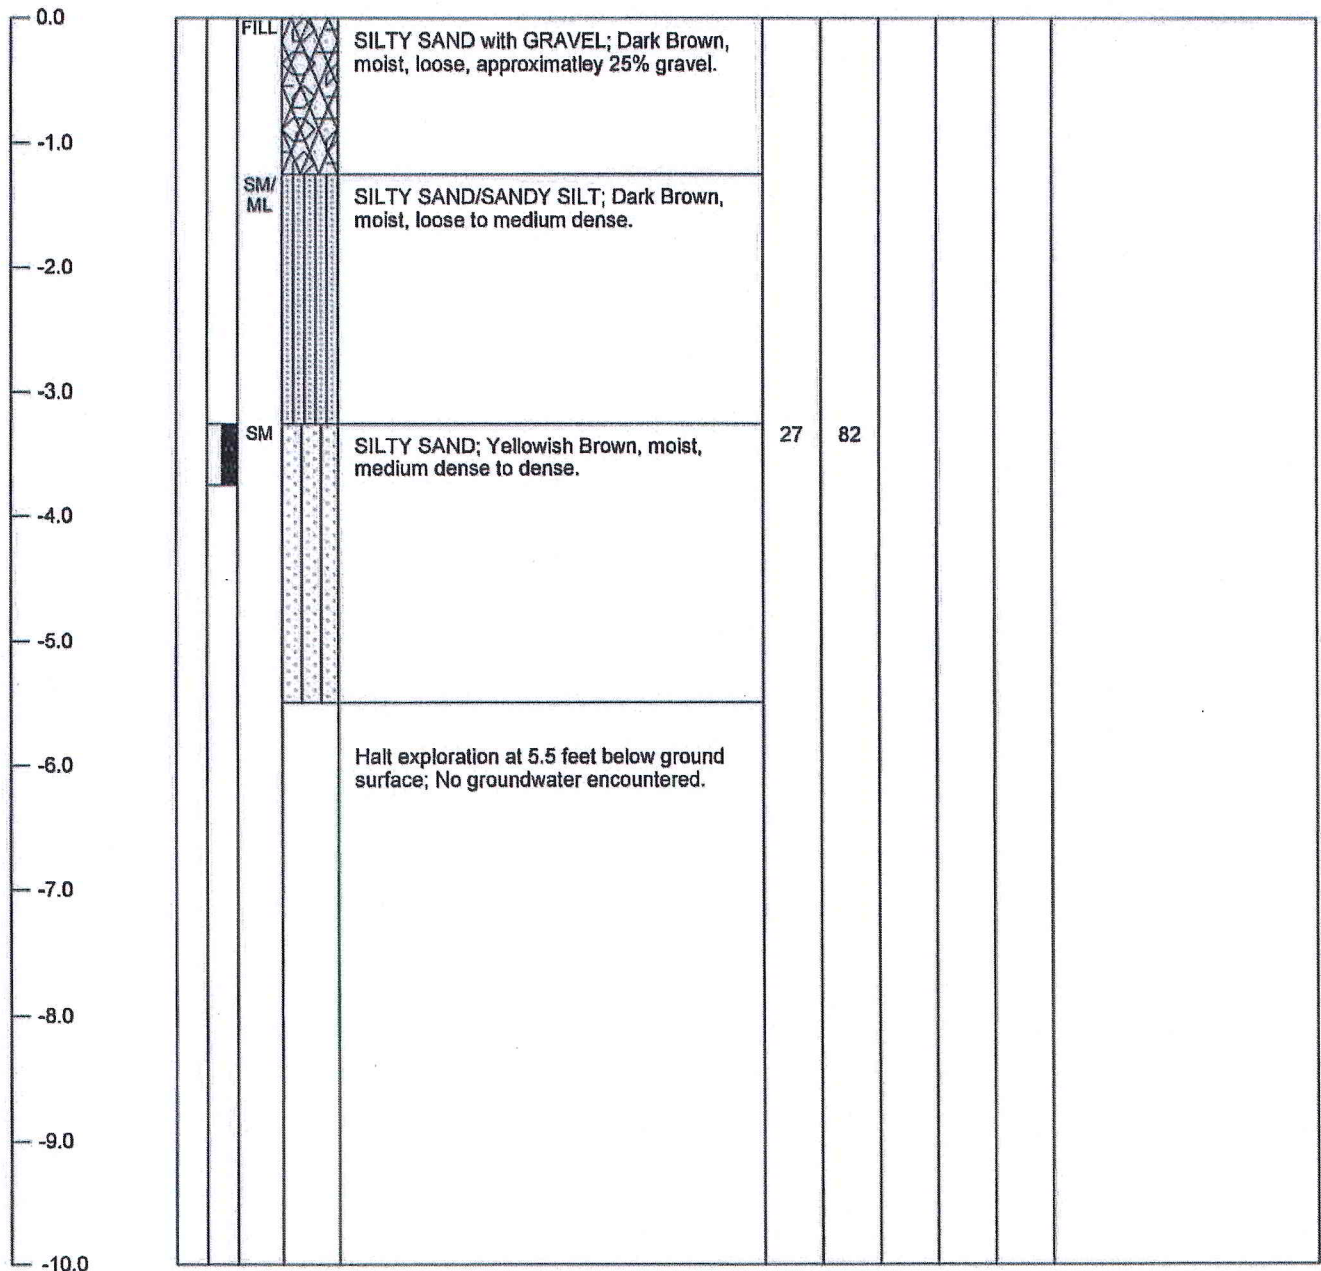 0.0
FILL
SILTY SAND with GRAVEL; Dark Brown,
moist, loose, approximatley 25% gravel.
-1.0
SM/
ML
SILTY SAND/SANDY SILT; Dark Brown,
moist, loose to medium dense.
-2.0
-3.0
SM
SILTY SAND; Yellowish Brown, moist,
medium dense to dense.
27
82
-4.0
-5.0
-6.0
Halt exploration at 5.5 feet below ground
surface; No groundwater encountered.
-7.0
-8.0
-9.0
-10.0